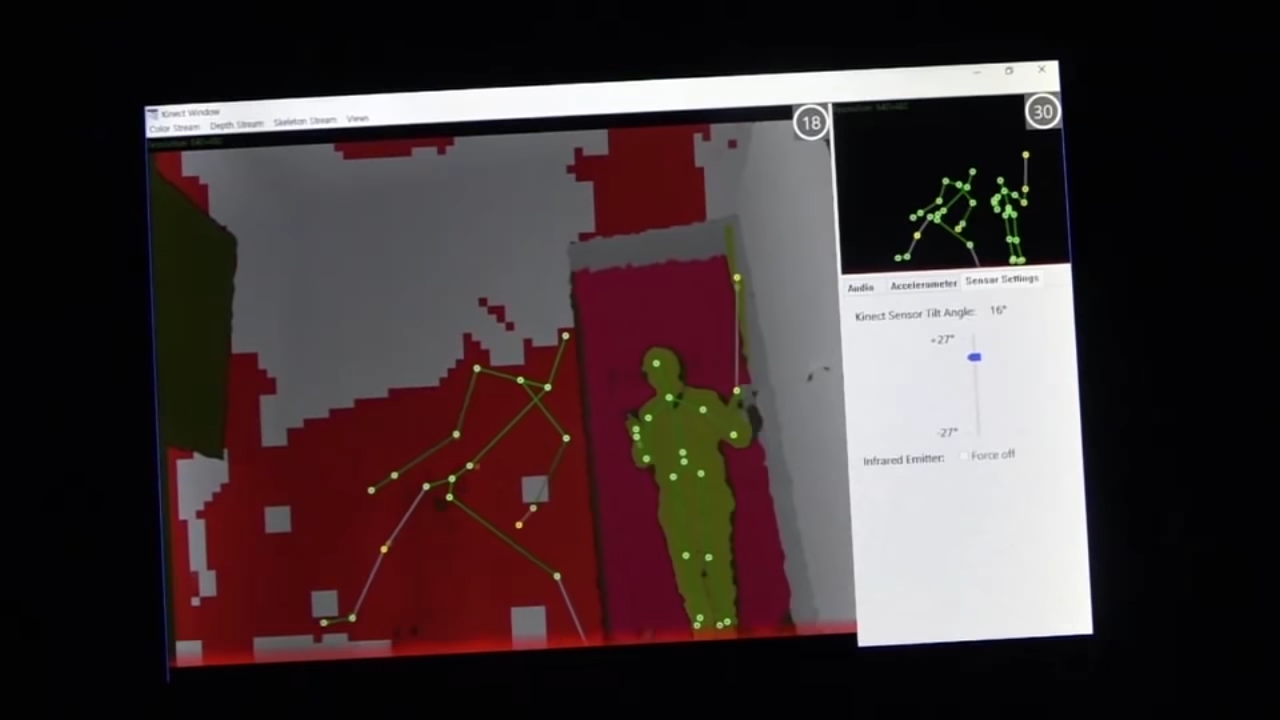 Kinect Window
Color Stream Depth Stream Skeleton Stream Views
18
30
Audio Accelerometer Sensor Settings
Kinect Sensor Tilt Angle: 16°
+27°
-27°
Infrared Emitter: Force off